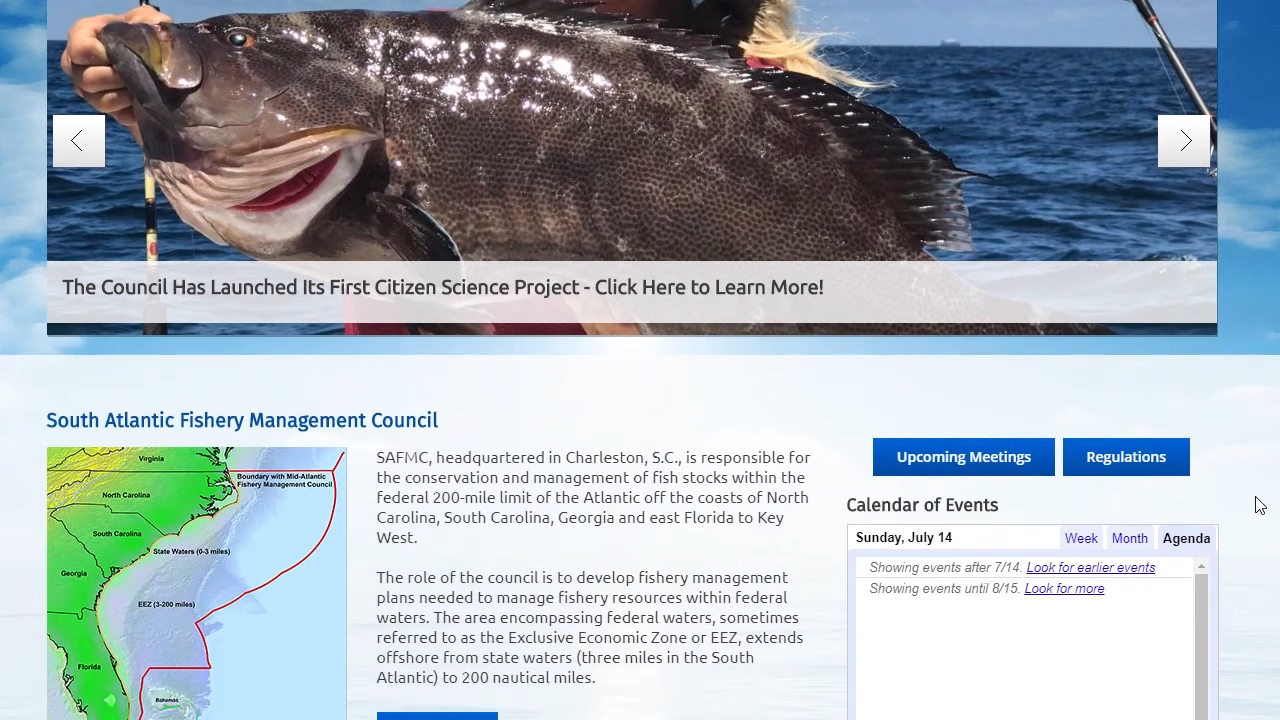 The Council Has Launched Its First Citizen Science Project - Click Here to Learn More!
South Atlantic Fishery Management Council
Virginia
Boundary with Mid-Atlantic
Fishery Management Council
North Carolina
South Carolina
State Waters (0-3 miles)
Georgia
EEZ (3-200 miles)
Florida
Bahamas
SAFMC, headquartered in Charleston, S.C., is responsible for
the conservation and management of fish stocks within the
federal 200-mile limit of the Atlantic off the coasts of North
Carolina, South Carolina, Georgia and east Florida to Key
West.
The role of the council is to develop fishery management
plans needed to manage fishery resources within federal
waters. The area encompassing federal waters, sometimes
referred to as the Exclusive Economic Zone or EEZ, extends
offshore from state waters (three miles in the South
Atlantic) to 200 nautical miles.
Upcoming Meetings
Regulations
Calendar of Events
Sunday, July 14
Week
Month
Agenda
Showing events after 7/14. Look for earlier events
Showing events until 8/15. Look for more